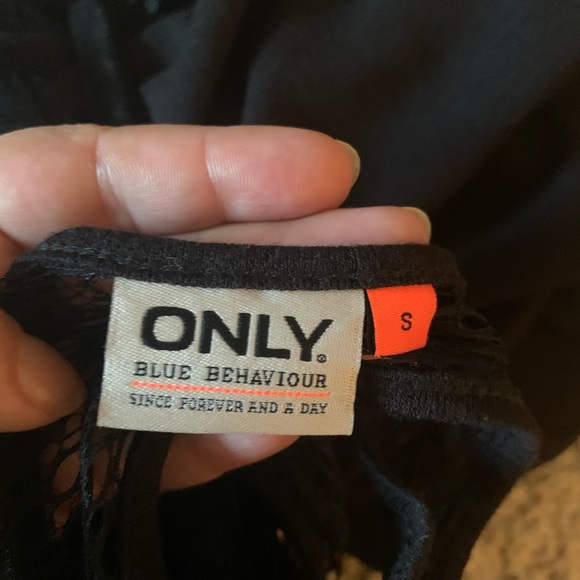 ONLY.
BLUE BEHAVIOUR
SINCE FOREVER AND A DAY
S